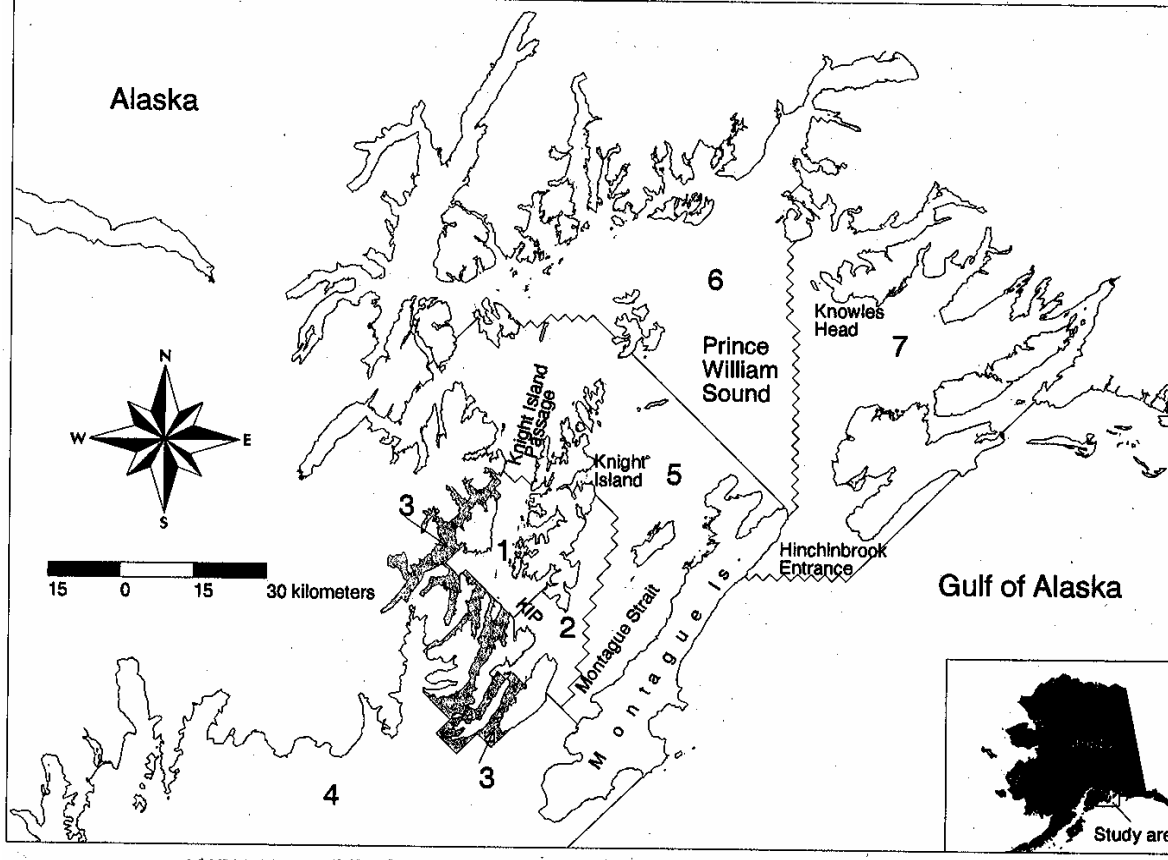 Alaska
6
Knowles
Head
7
Prince
William
Sound
N
W
E
S
Knight Island
Passage
Knight
Island
5
3
1
Hinchinbrook
Entrance
15 0 15 30 kilometers
Gulf of Alaska
KIP
2
Montague Strait
Montague Is.
3
4
Study are